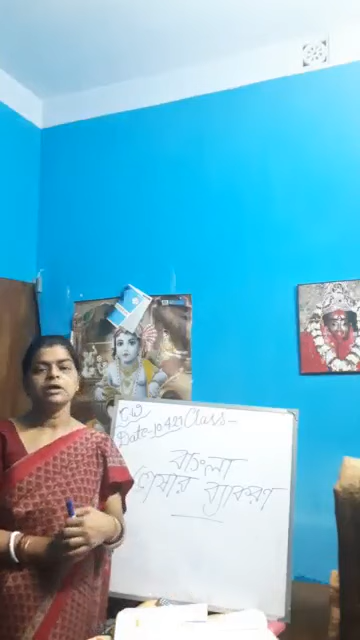 CW
Date-10.4.21 Class-
বাংলা
ভাষার ব্যাকরণ